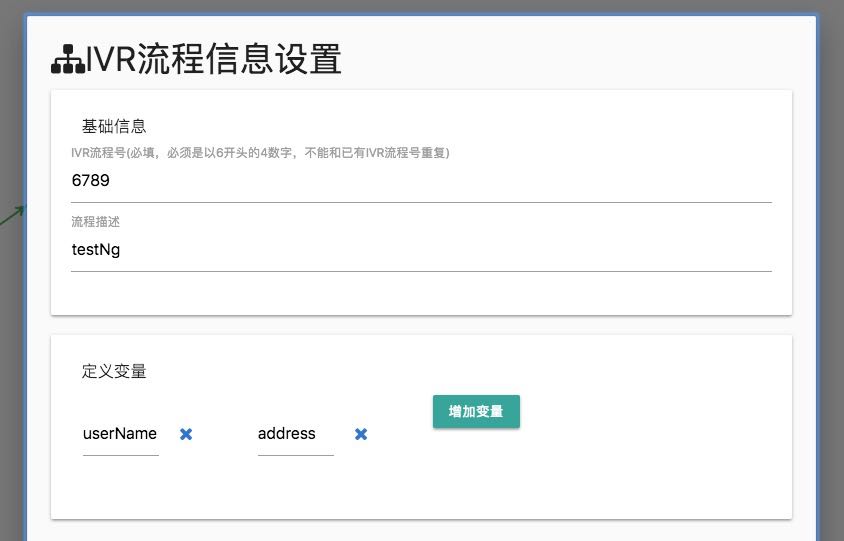 IVR流程信息设置
基础信息
IVR流程号(必填，必须是以6开头的4数字，不能和已有IVR流程号重复)
6789
流程描述
testNg
定义变量
增加变量
userName
address